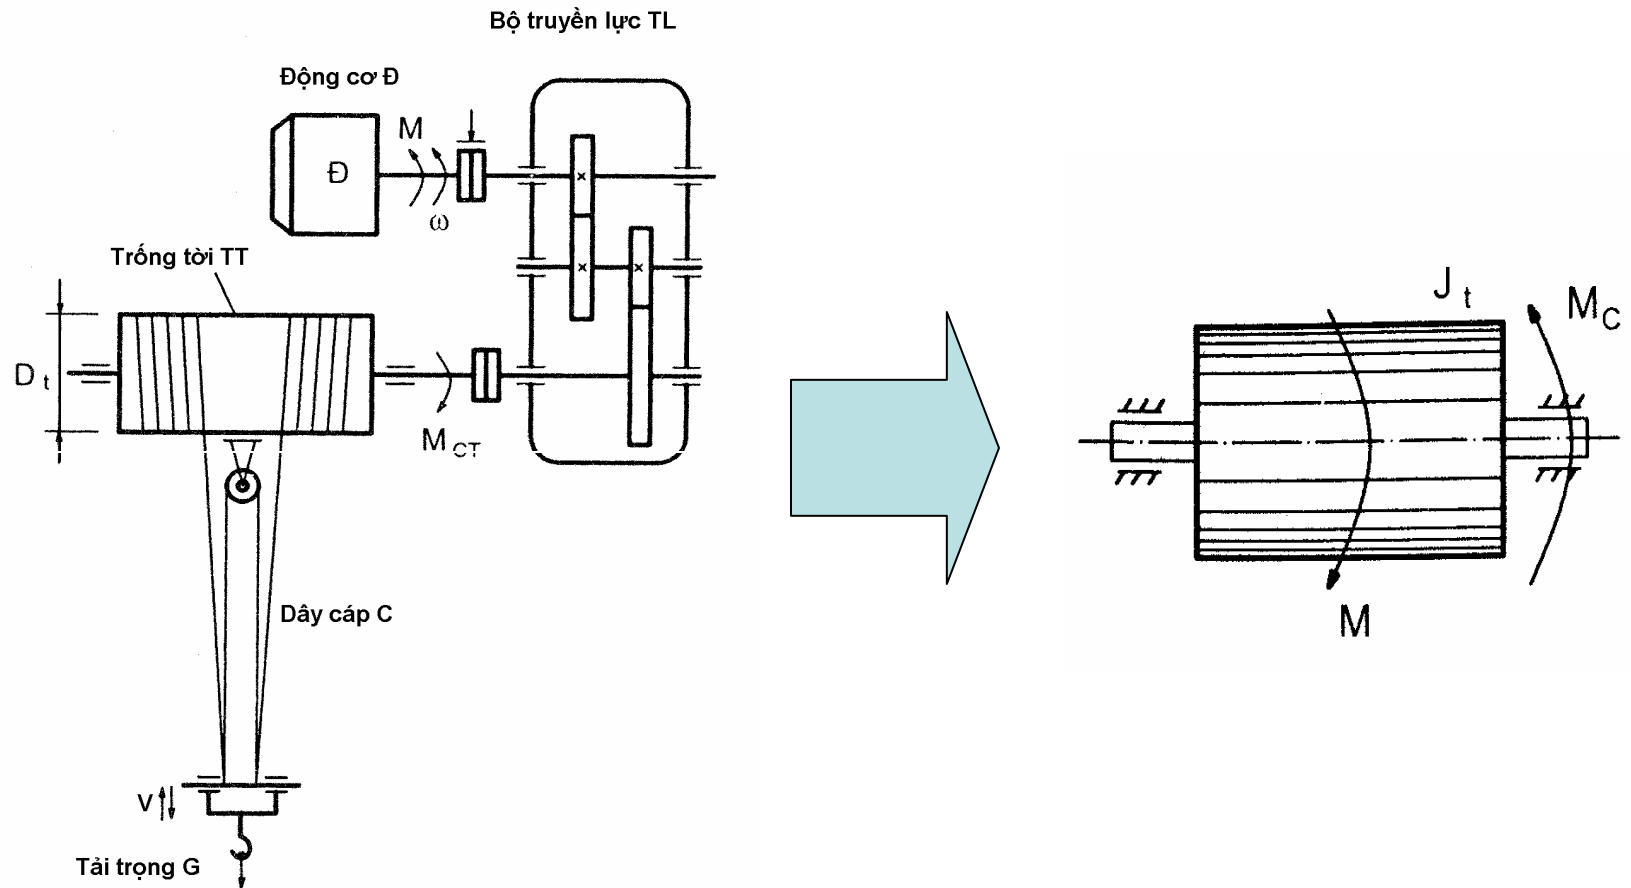 Bộ truyền lực TL
Động cơ Đ
M
Đ
ω
Trống tời TT
D t
M CT
Dây cáp C
v
Tải trọng G
J t
M C
M